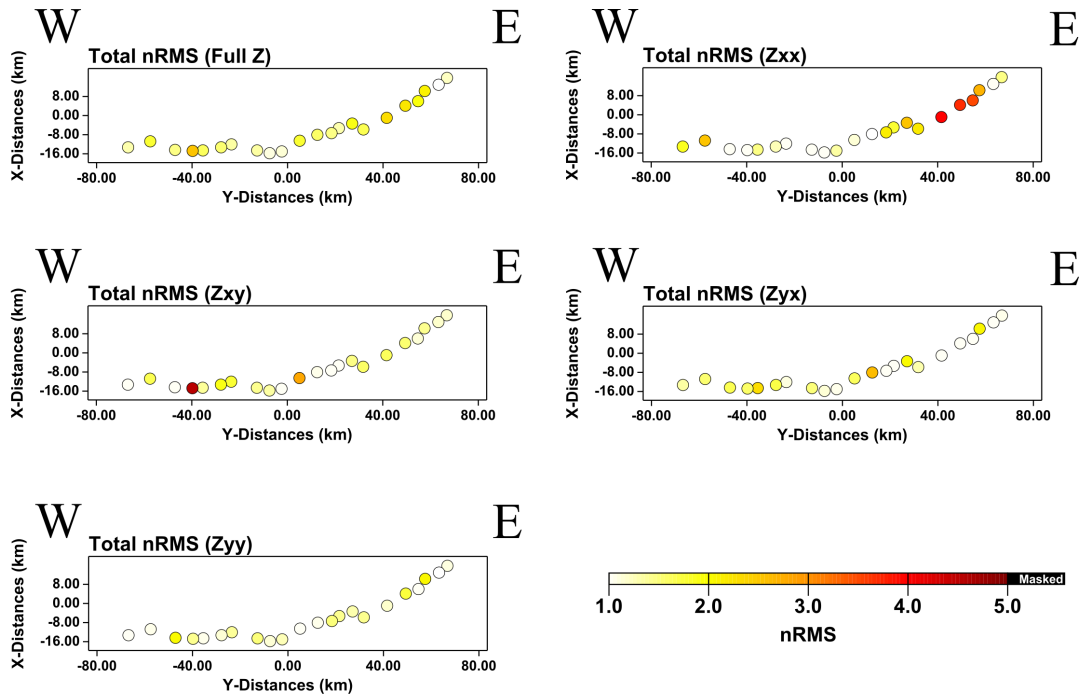 W E
Total nRMS (Full Z)
X-Distances (km)
8.00
0.00
-8.00
-16.00
-80.00 -40.00 0.00 40.00 80.00
Y-Distances (km)
W E
Total nRMS (Zxx)
X-Distances (km)
8.00
0.00
-8.00
-16.00
-80.00 -40.00 0.00 40.00 80.00
Y-Distances (km)
W E
Total nRMS (Zxy)
X-Distances (km)
8.00
0.00
-8.00
-16.00
-80.00 -40.00 0.00 40.00 80.00
Y-Distances (km)
W E
Total nRMS (Zyx)
X-Distances (km)
8.00
0.00
-8.00
-16.00
-80.00 -40.00 0.00 40.00 80.00
Y-Distances (km)
W E
Total nRMS (Zyy)
X-Distances (km)
8.00
0.00
-8.00
-16.00
-80.00 -40.00 0.00 40.00 80.00
Y-Distances (km)
Masked
1.0 2.0 3.0 4.0 5.0
nRMS